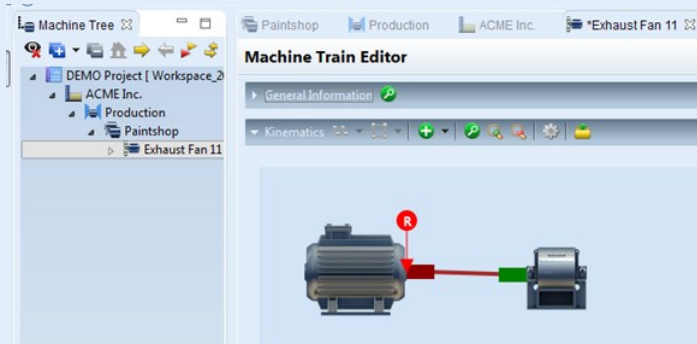 Machine Tree
Paintshop
Production
ACME Inc.
*Exhaust Fan 11
Machine Train Editor
DEMO Project [ Workspace_20
ACME Inc.
Production
Paintshop
Exhaust Fan 11
General Information
Kinematics
R